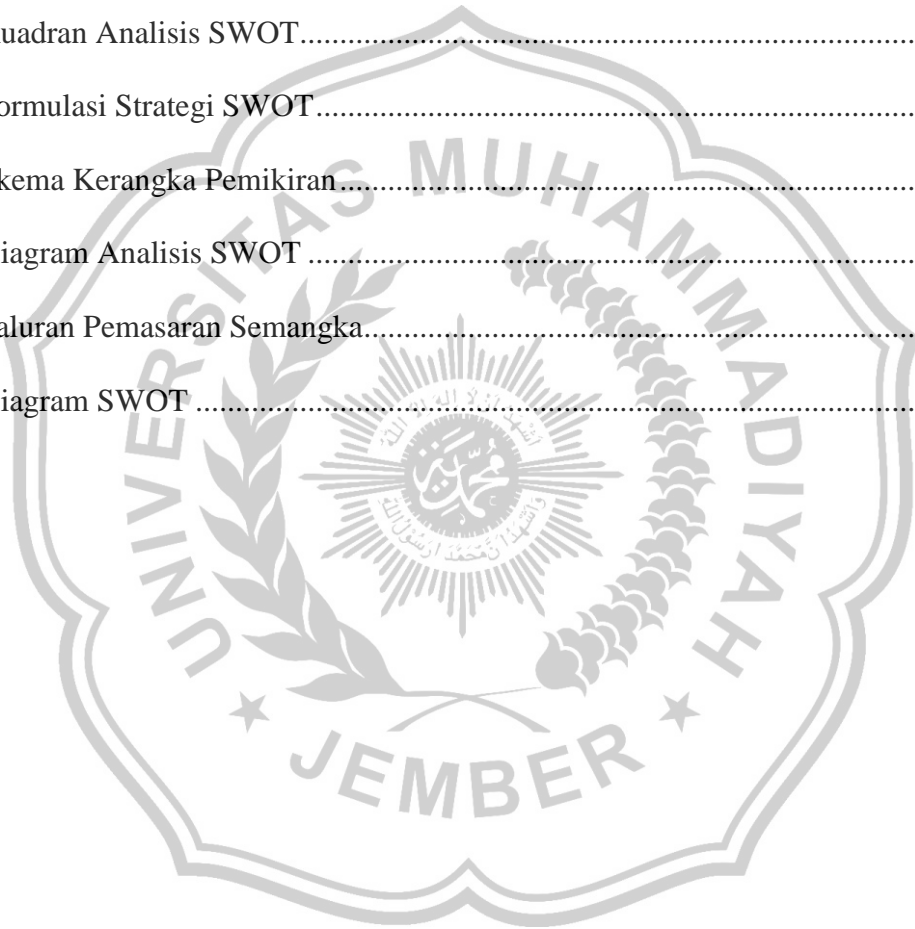 uadran Analisis SWOT..........................................................................
ormulasi Strategi SWOT........................................................................
kema Kerangka Pemikiran.....................................................................
iagram Analisis SWOT .........................................................................
aluran Pemasaran Semangka..................................................................
iagram SWOT .......................................................................................
UNIVERSITAS MUHAMMADIYAH
JEMBER